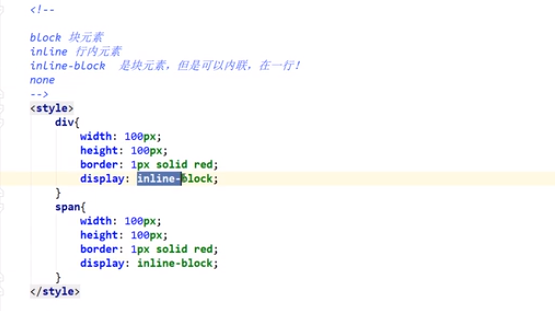 <!--
block 块元素
inline 行内元素
inline-block 是块元素，但是可以内联，在一行！
none
-->
<style>
div{
width: 100px;
height: 100px;
border: 1px solid red;
display: inline-block;
}
span{
width: 100px;
height: 100px;
border: 1px solid red;
display: inline-block;
}
</style>